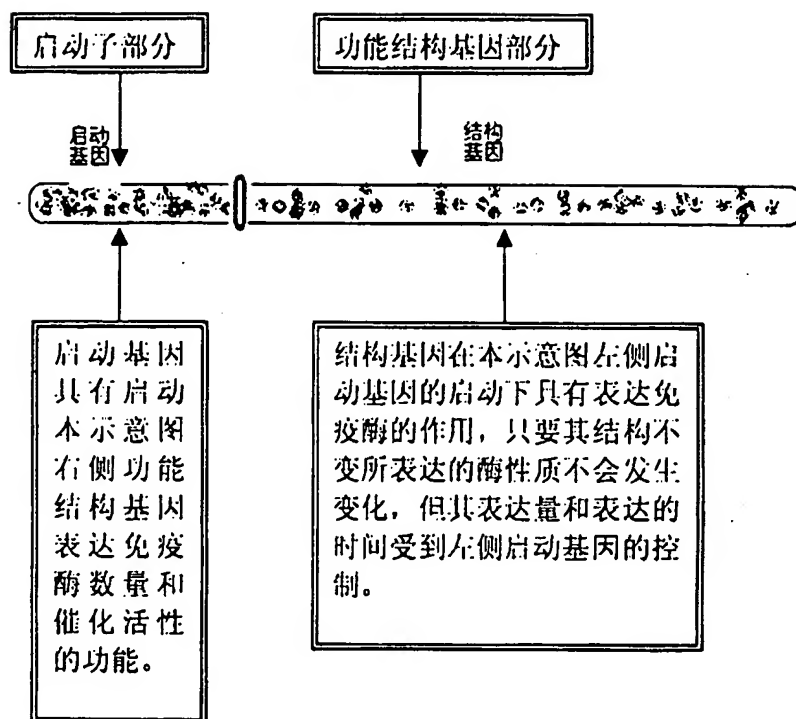 启动子部分
功能结构基因部分
启动
基因
结构
基因
启动基因
具有启动
本示意图
右侧功能
结构基因
表达免疫
酶数量和
催化活性
的功能。
结构基因在本示意图左侧启
动基因的启动下具有表达免
疫酶的作用，只要其结构不
变所表达的酶性质不会发生
变化，但其表达量和表达的
时间受到左侧启动基因的控
制。